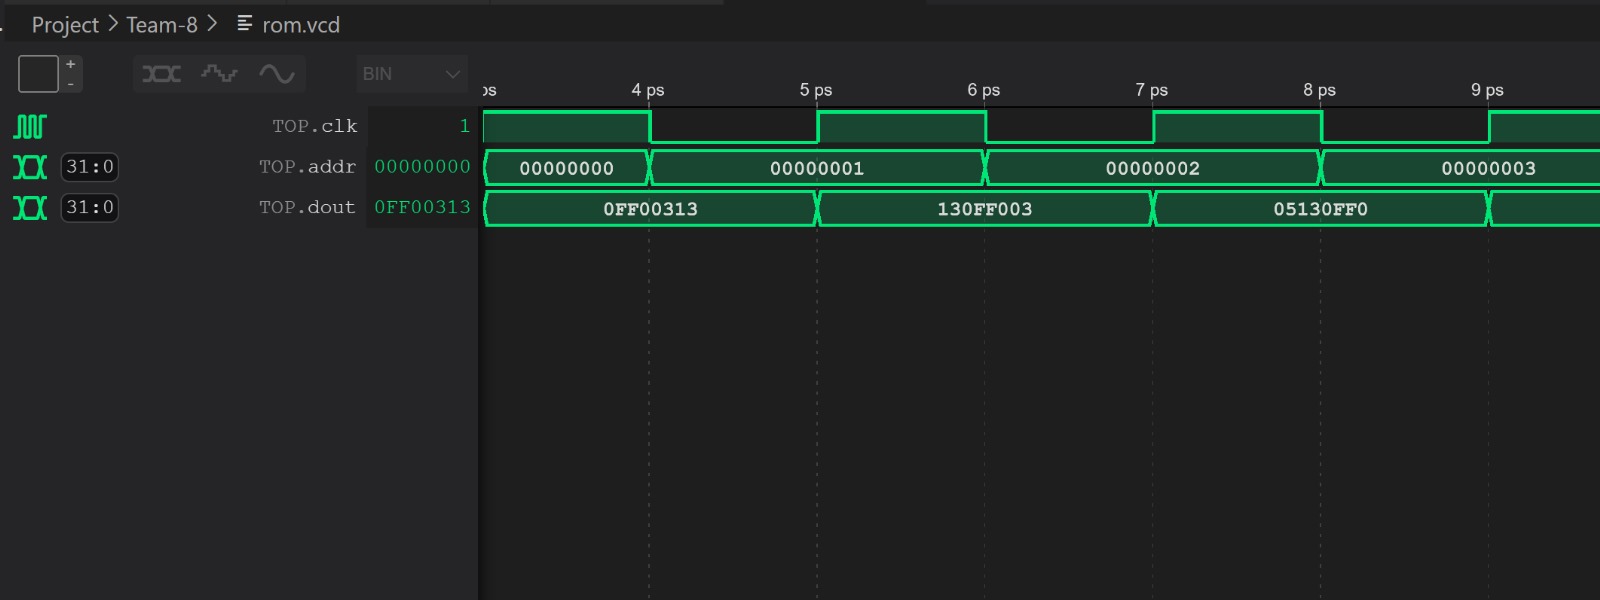 Project > Team-8 > rom.vcd
+
-
BIN
ps 4 ps 5 ps 6 ps 7 ps 8 ps 9 ps
TOP.clk 1
31:0 TOP.addr 00000000 00000000 00000001 00000002 00000003
31:0 TOP.dout 0FF00313 0FF00313 130FF003 05130FF0